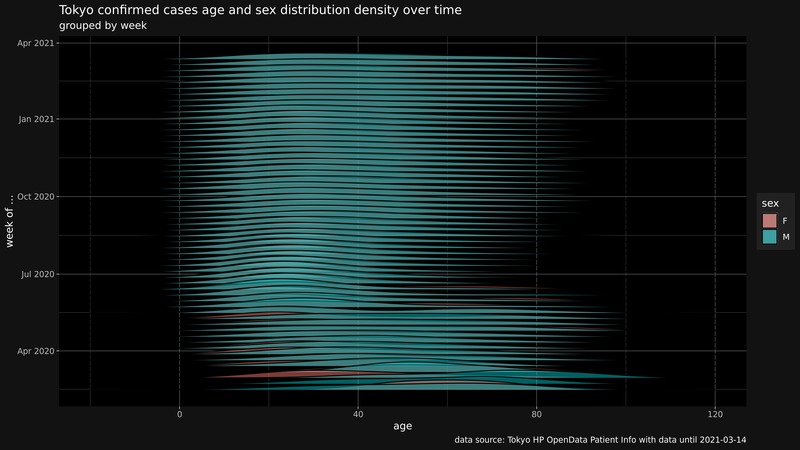 Tokyo confirmed cases age and sex distribution density over time
grouped by week
Apr 2021
Jan 2021
Oct 2020
Jul 2020
Apr 2020
week of ...
0 40 80 120
age
sex
F
M
data source: Tokyo HP OpenData Patient Info with data until 2021-03-14